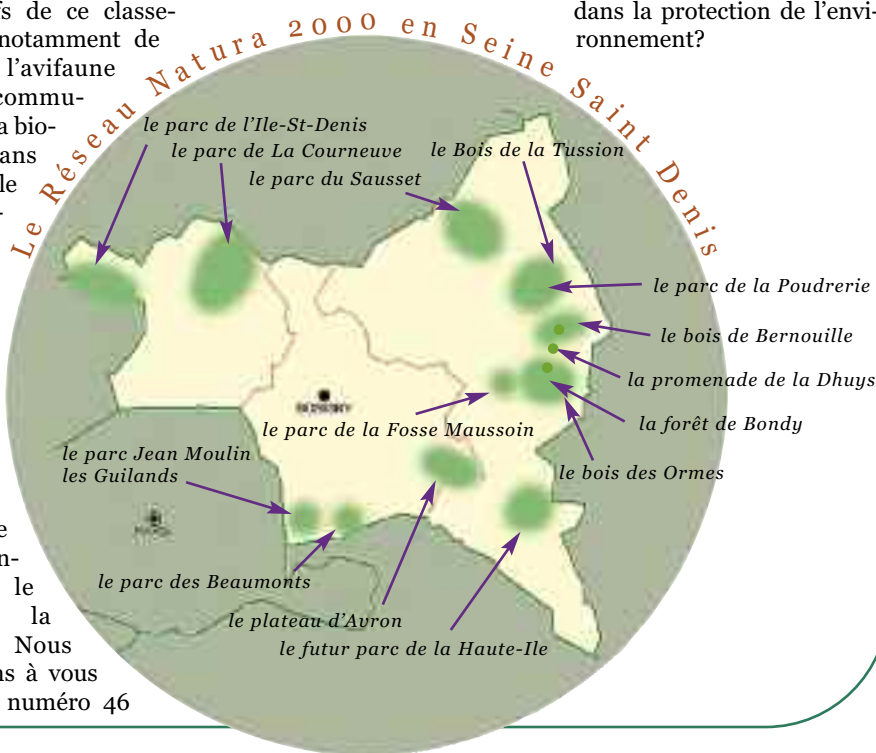 fs de ce classe-
notamment de
l'avifaune
commu-
a bio-
ans
le
-
dans la protection de l'envi-
ronnement?
Le Réseau Natura 2000 en Seine Saint Denis
le parc de l'Ile-St-Denis
le parc de La Courneuve
le Bois de la Tussion
le parc du Sausset
le parc de la Poudrerie
le bois de Bernouille
la promenade de la Dhuys
la forêt de Bondy
le parc de la Fosse Maussoin
le bois des Ormes
le parc Jean Moulin
les Guilands
le parc des Beaumonts
le plateau d'Avron
le futur parc de la Haute-Ile
e
n-
le
la
Nous
ns à vous
numéro 46